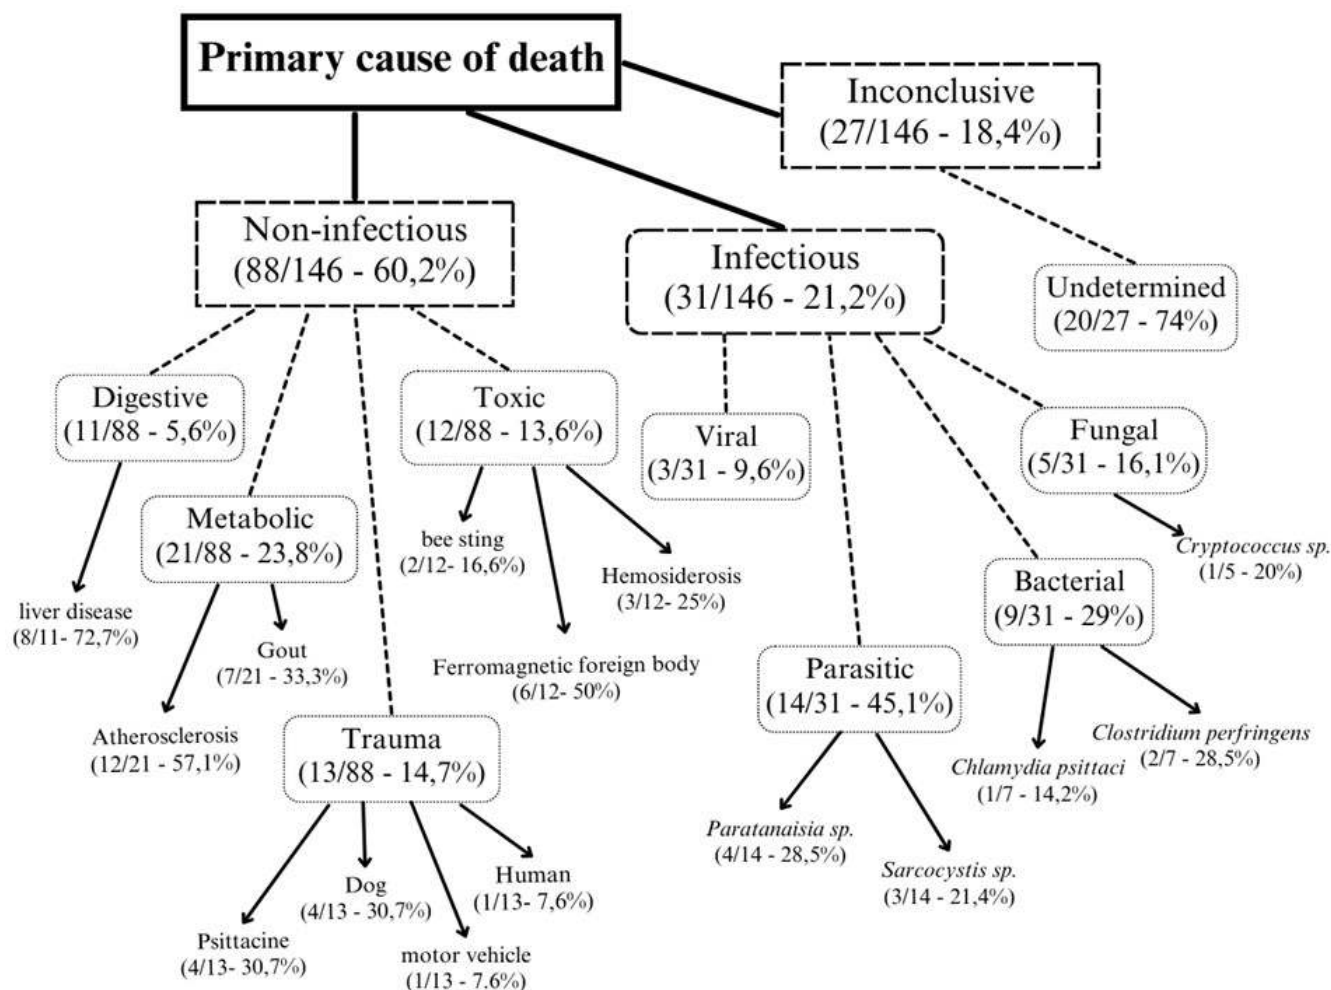 Primary cause of death
Inconclusive
(27/146 - 18,4%)
Non-infectious
(88/146 - 60,2%)
Infectious
(31/146 - 21,2%)
Undetermined
(20/27 - 74%)
Digestive
(11/88 - 5,6%)
Toxic
(12/88 - 13,6%)
Viral
(3/31 - 9,6%)
Fungal
(5/31 - 16,1%)
Metabolic
(21/88 - 23,8%)
bee sting
(2/12- 16,6%)
Hemosiderosis
(3/12- 25%)
Cryptococcus sp.
(1/5 - 20%)
Bacterial
(9/31 - 29%)
liver disease
(8/11- 72,7%)
Gout
(7/21 - 33,3%)
Ferromagnetic foreign body
(6/12- 50%)
Parasitic
(14/31 - 45,1%)
Atherosclerosis
(12/21 - 57,1%)
Trauma
(13/88 - 14,7%)
Clostridium perfringens
(2/7 - 28,5%)
Chlamydia psittaci
(1/7 - 14,2%)
Paratanaisia sp.
(4/14 - 28,5%)
Sarcocystis sp.
(3/14 - 21,4%)
Human
(1/13- 7,6%)
Dog
(4/13 - 30,7%)
Psittacine
(4/13- 30,7%)
motor vehicle
(1/13 - 7.6%)